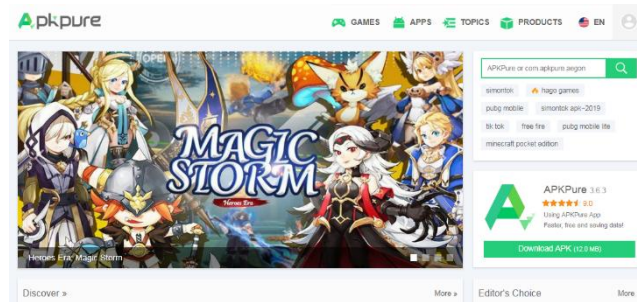 Apkpure
GAMES APPS TOPICS PRODUCTS EN
OPEN
MAGIC
STORM
Heroes Era
Heroes Era: Magic Storm
APKPure or com.apkpure.aegon
simontok hago games
pubg mobile simontok apk~2019
tik tok free fire pubg mobile lite
minecraft pocket edition
APKPure 3.6.3
9.0
Using APKPure App
Faster, free and saving data!
Download APK (12.0 MB)
Discover » More »
Editor's Choice More